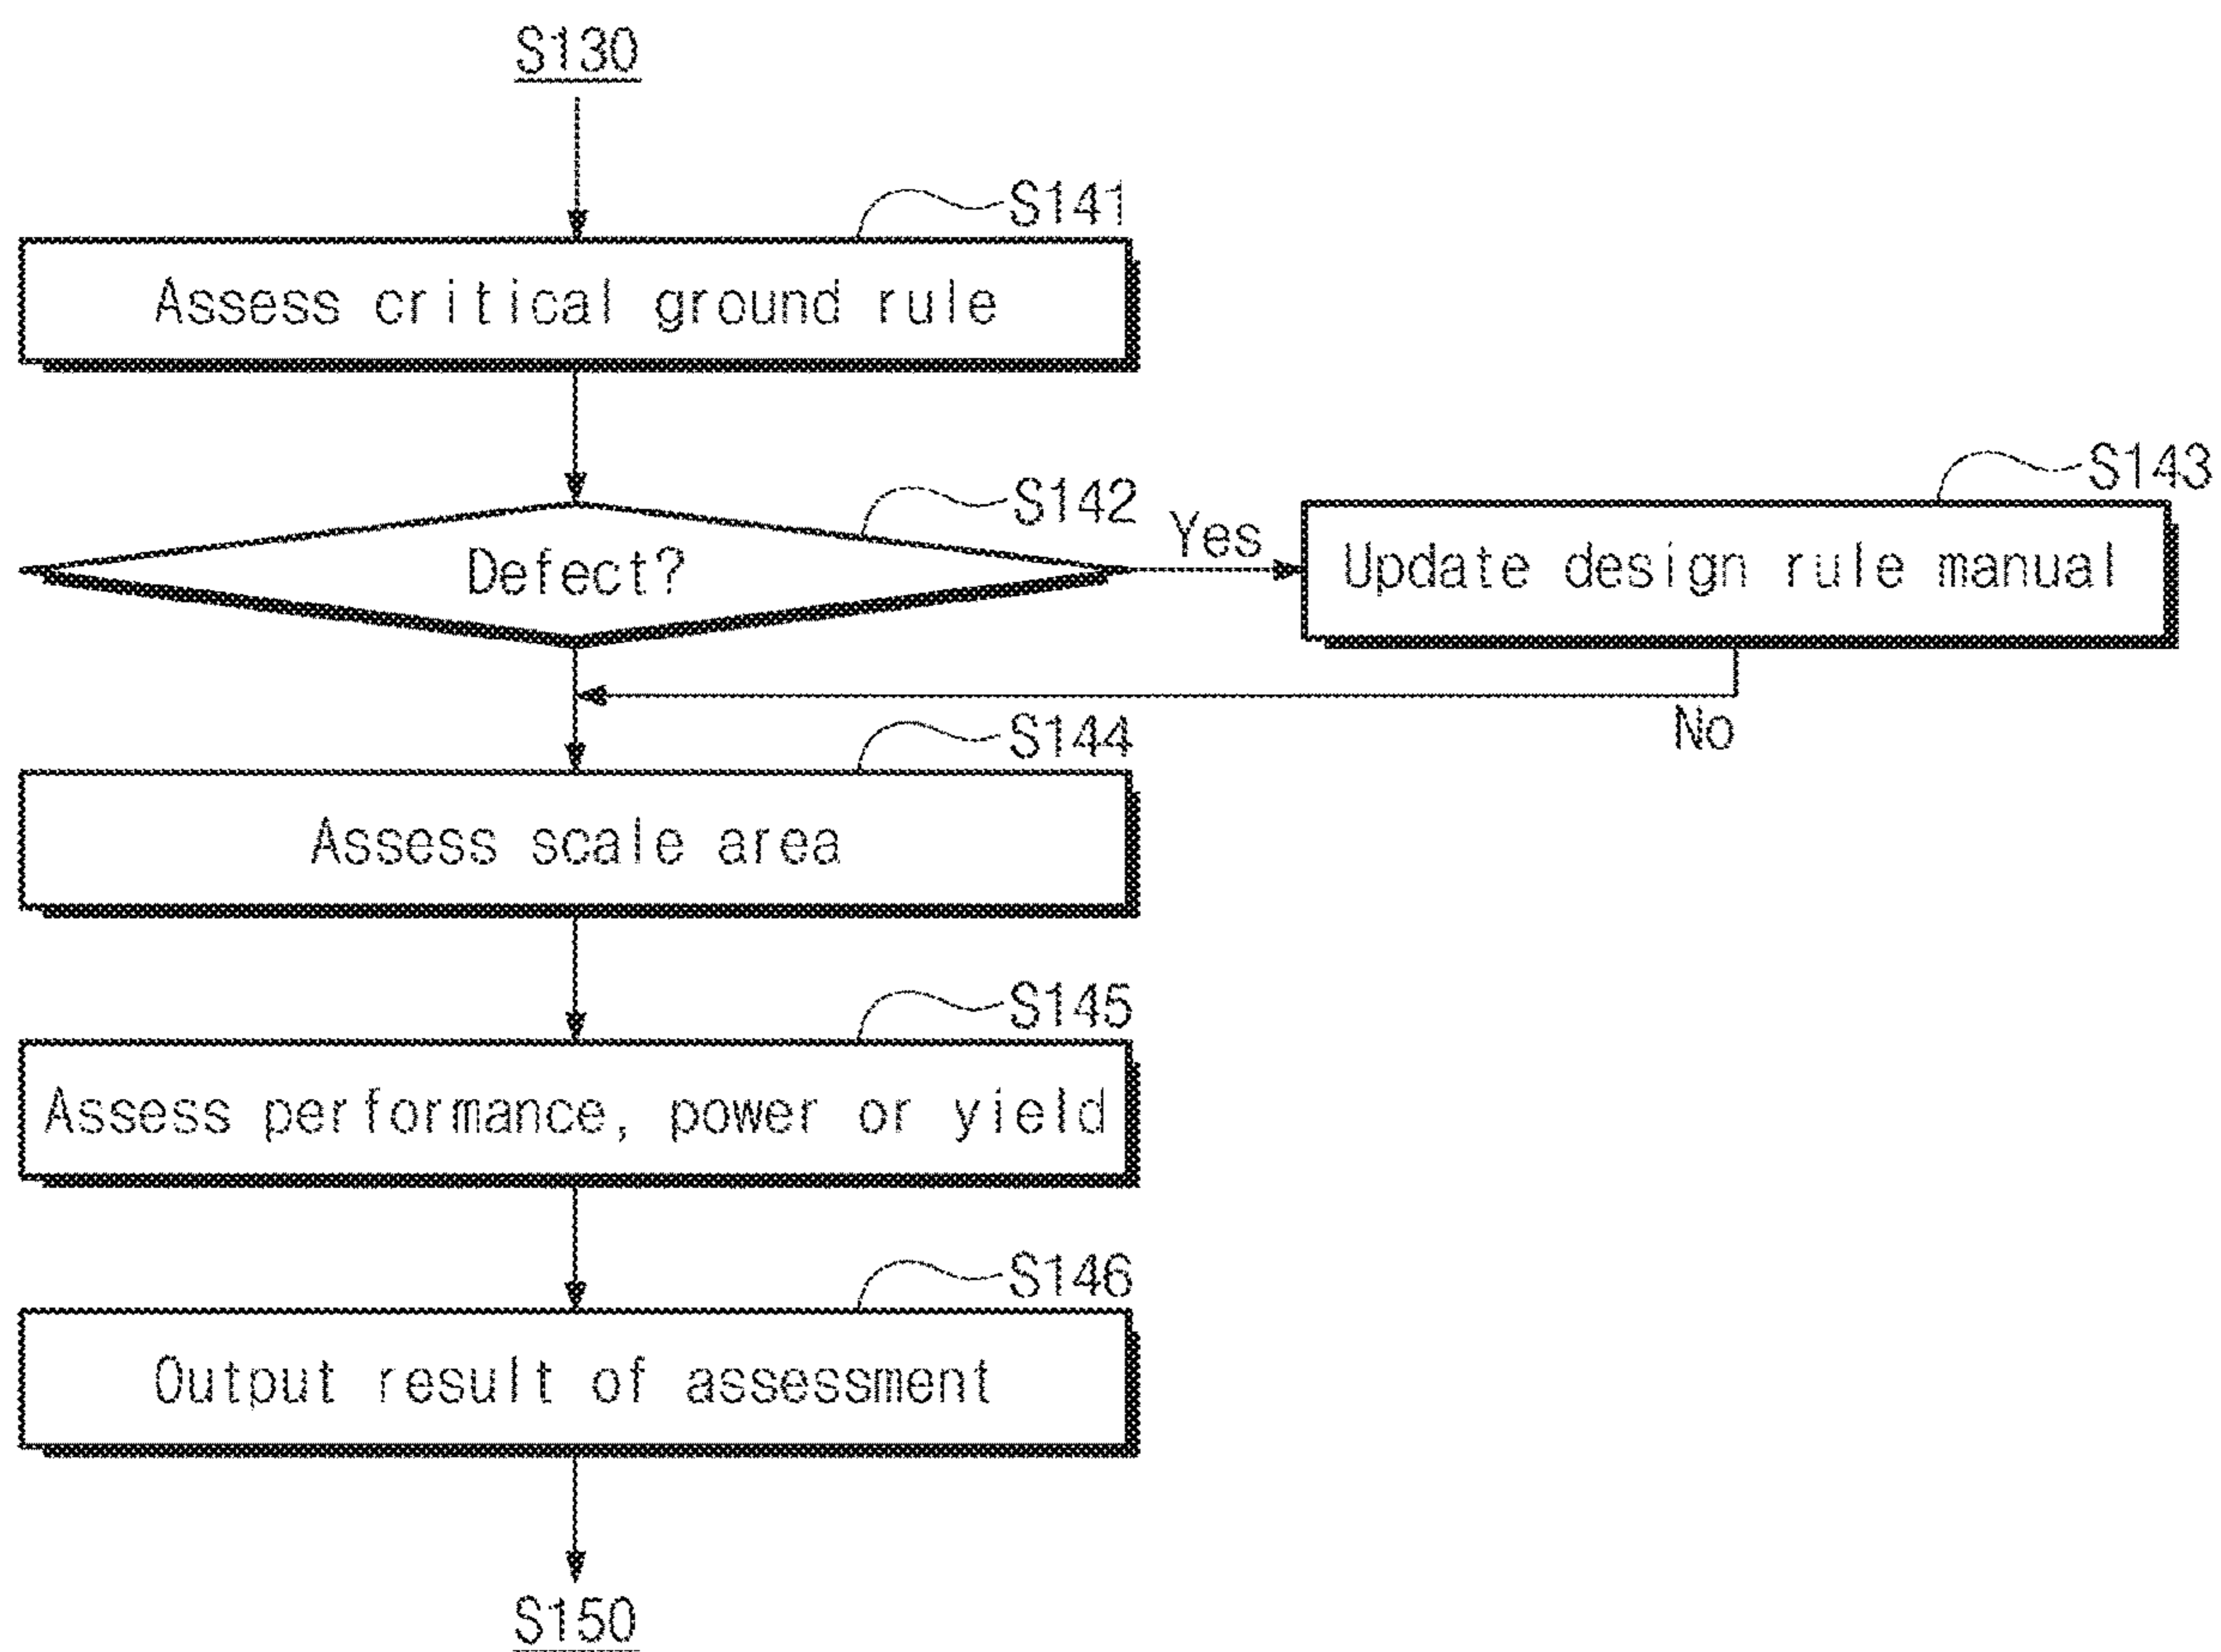 S130
S141
Assess critical ground rule
S142
Defect?
Yes
S143
Update design rule manual
No
S144
Assess scale area
S145
Assess performance, power or yield
S146
Output result of assessment
S150